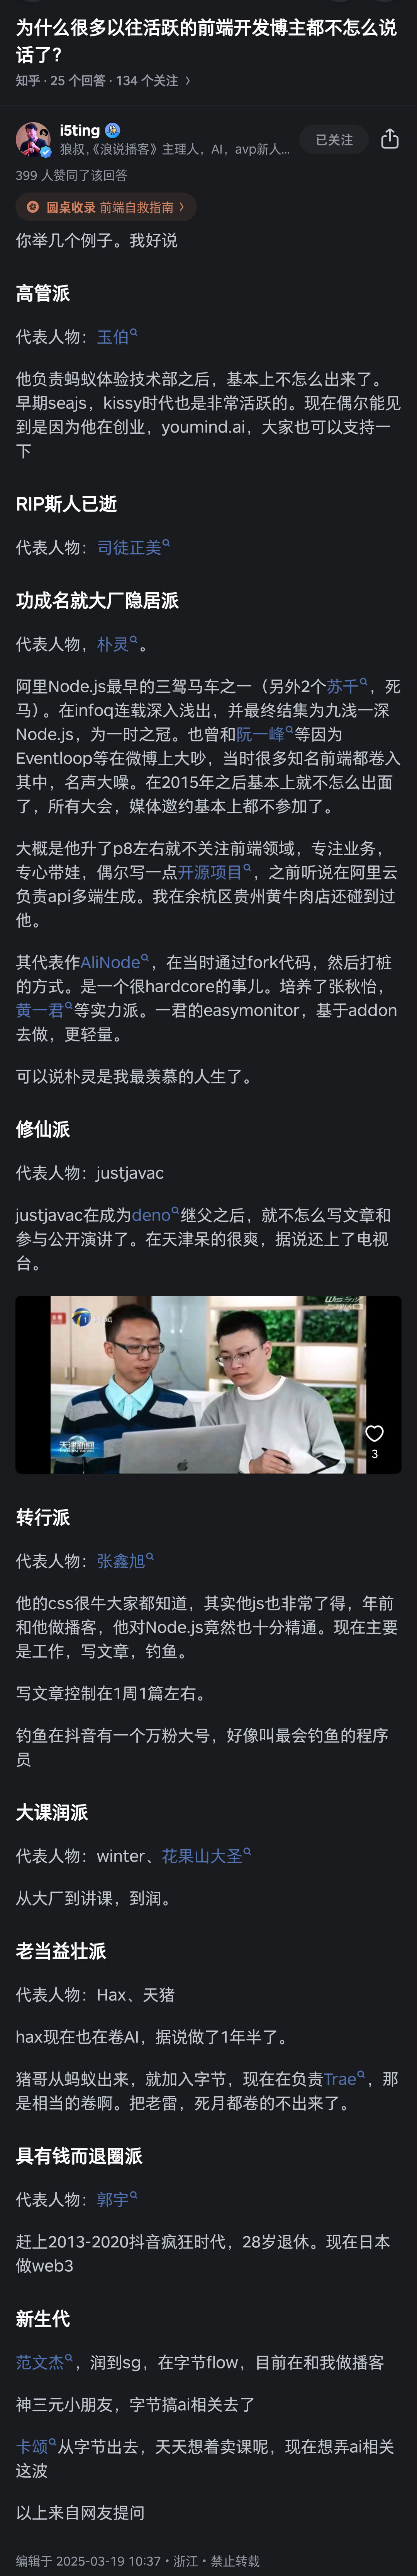 为什么很多以往活跃的前端开发博主都不怎么说
话了?
知乎 · 25 个回答 · 134 个关注 >
i5ting
狼叔,《浪说播客》主理人，AI，avp新人...
已关注
399 人赞同了该回答
圆桌收录 前端自救指南 >
你举几个例子。我好说
高管派
代表人物：玉伯
他负责蚂蚁体验技术部之后，基本上不怎么出来了。
早期seajs，kissy时代也是非常活跃的。现在偶尔能见
到是因为他在创业，youmind.ai，大家也可以支持一
下
RIP斯人已逝
代表人物：司徒正美
功成名就大厂隐居派
代表人物，朴灵。
阿里Node.js最早的三驾马车之一（另外2个苏千，死
马）。在infoq连载深入浅出，并最终结集为九浅一深
Node.js，为一时之冠。也曾和阮一峰等因为
Eventloop等在微博上大吵，当时很多知名前端都卷入
其中，名声大噪。在2015年之后基本上就不怎么出面
了，所有大会，媒体邀约基本上都不参加了。
大概是他升了p8左右就不关注前端领域，专注业务，
专心带娃，偶尔写一点开源项目，之前听说在阿里云
负责api多端生成。我在余杭区贵州黄牛肉店还碰到过
他。
其代表作AliNode，在当时通过fork代码，然后打桩
的方式。是一个很hardcore的事儿。培养了张秋怡，
黄一君等实力派。一君的easymonitor，基于addon
去做，更轻量。
可以说朴灵是我最羡慕的人生了。
修仙派
代表人物：justjavac
justjavac在成为deno继父之后，就不怎么写文章和
参与公开演讲了。在天津呆的很爽，据说还上了电视
台。
天津新闻
3
转行派
代表人物：张鑫旭
他的css很牛大家都知道，其实他js也非常了得，年前
和他做播客，他对Node.js竟然也十分精通。现在主要
是工作，写文章，钓鱼。
写文章控制在1周1篇左右。
钓鱼在抖音有一个万粉大号，好像叫最会钓鱼的程序
员
大课润派
代表人物：winter、花果山大圣
从大厂到讲课，到润。
老当益壮派
代表人物：Hax、天猪
hax现在也在卷AI，据说做了1年半了。
猪哥从蚂蚁出来，就加入字节，现在在负责Trae，那
是相当的卷啊。把老雷，死月都卷的不出来了。
具有钱而退圈派
代表人物：郭宇
赶上2013-2020抖音疯狂时代，28岁退休。现在日本
做web3
新生代
范文杰，润到sg，在字节flow，目前在和我做播客
神三元小朋友，字节搞ai相关去了
卡颂从字节出去，天天想着卖课呢，现在想弄ai相关
这波
以上来自网友提问
编辑于 2025-03-19 10:37 · 浙江 · 禁止转载